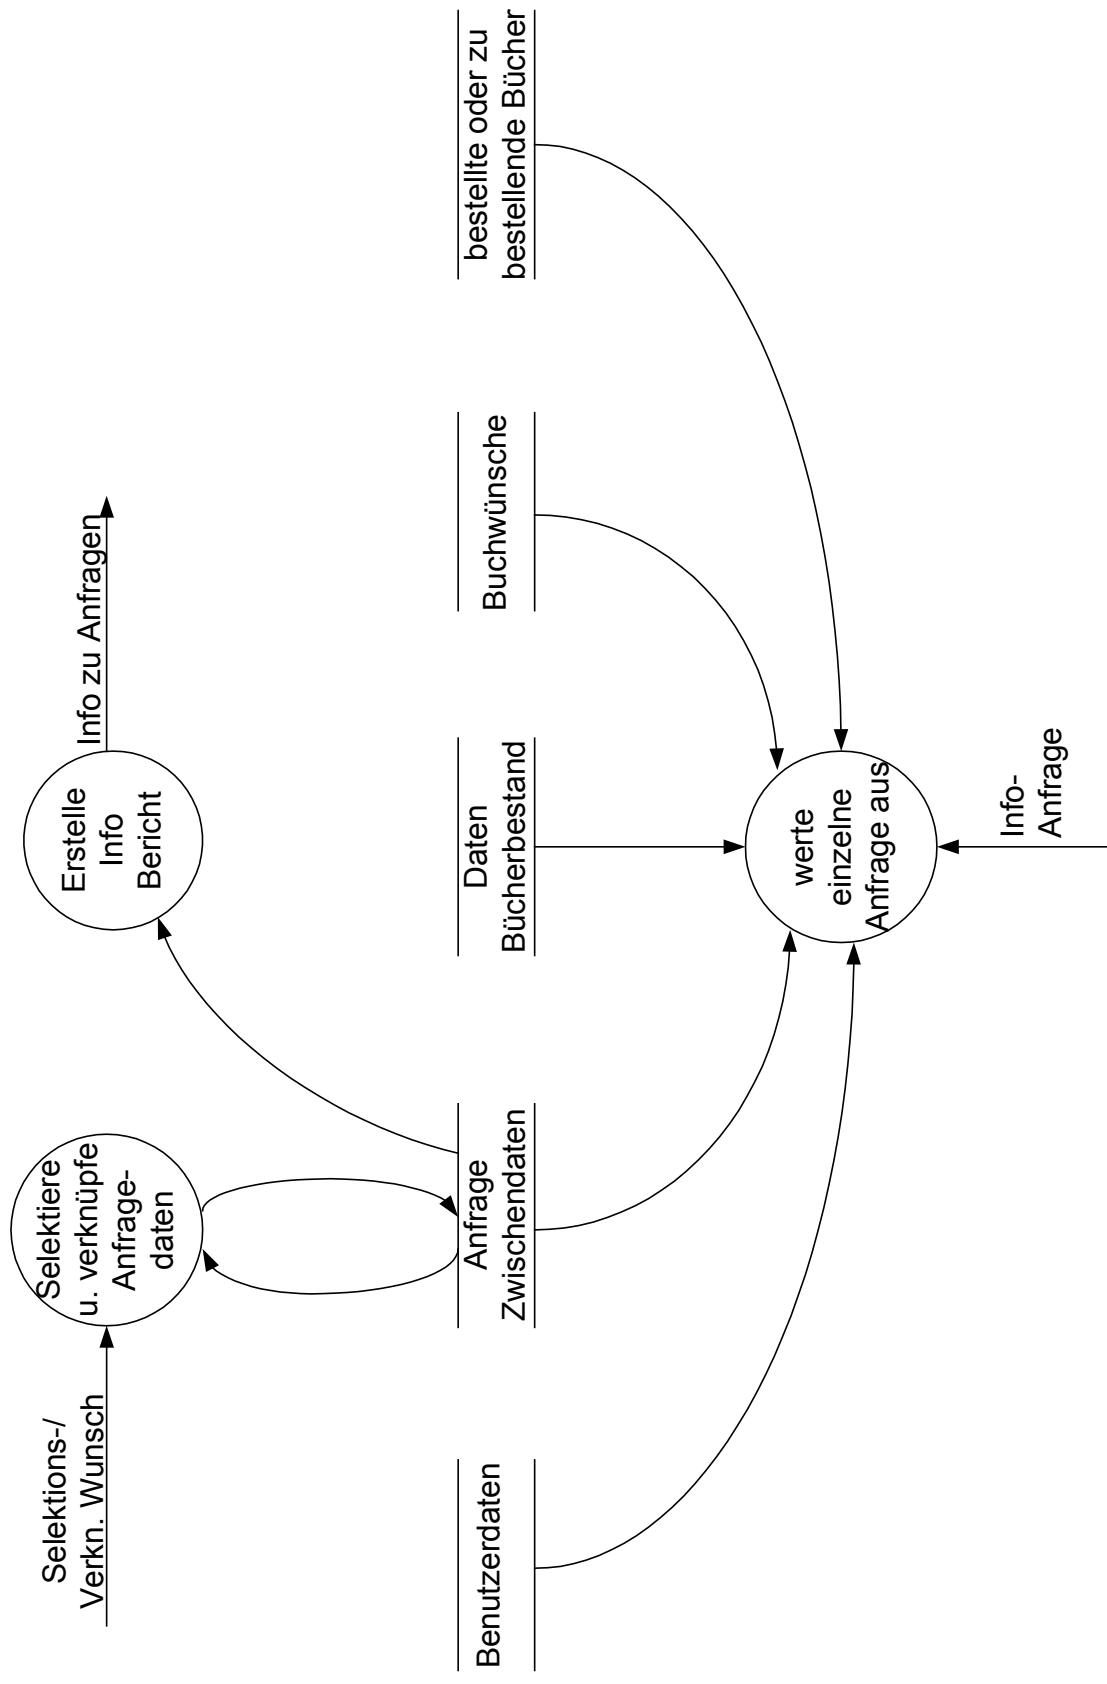 Selektions-/
Verkn. Wunsch
Selektiere
u. verknüpfe
Anfrage-
daten
Erstelle
Info
Bericht
Info zu Anfragen
Benutzerdaten
Anfrage
Zwischendaten
Daten
Bücherbestand
Buchwünsche
bestellte oder zu
bestellende Bücher
werte
einzelne
Anfrage aus
Info-
Anfrage